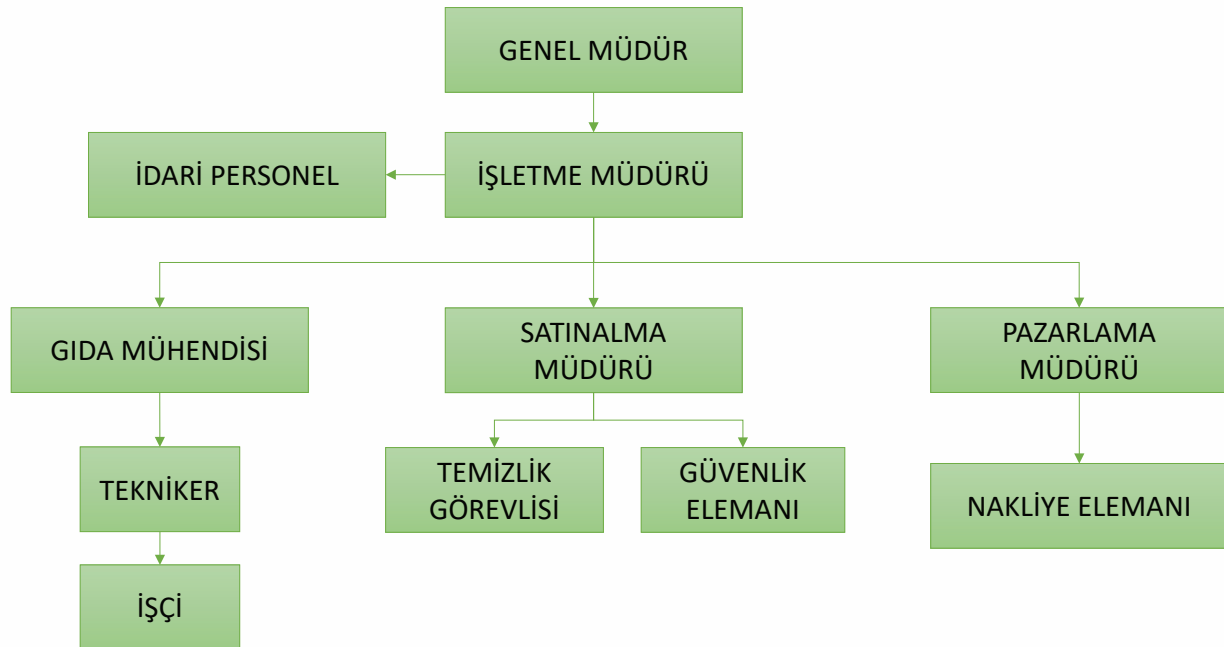 GENEL MÜDÜR
İDARİ PERSONEL
İŞLETME MÜDÜRÜ
GIDA MÜHENDİSİ
SATINALMA
MÜDÜRÜ
PAZARLAMA
MÜDÜRÜ
TEKNİKER
TEMİZLİK
GÖREVLİSİ
GÜVENLİK
ELEMANI
NAKLİYE ELEMANI
İŞÇİ